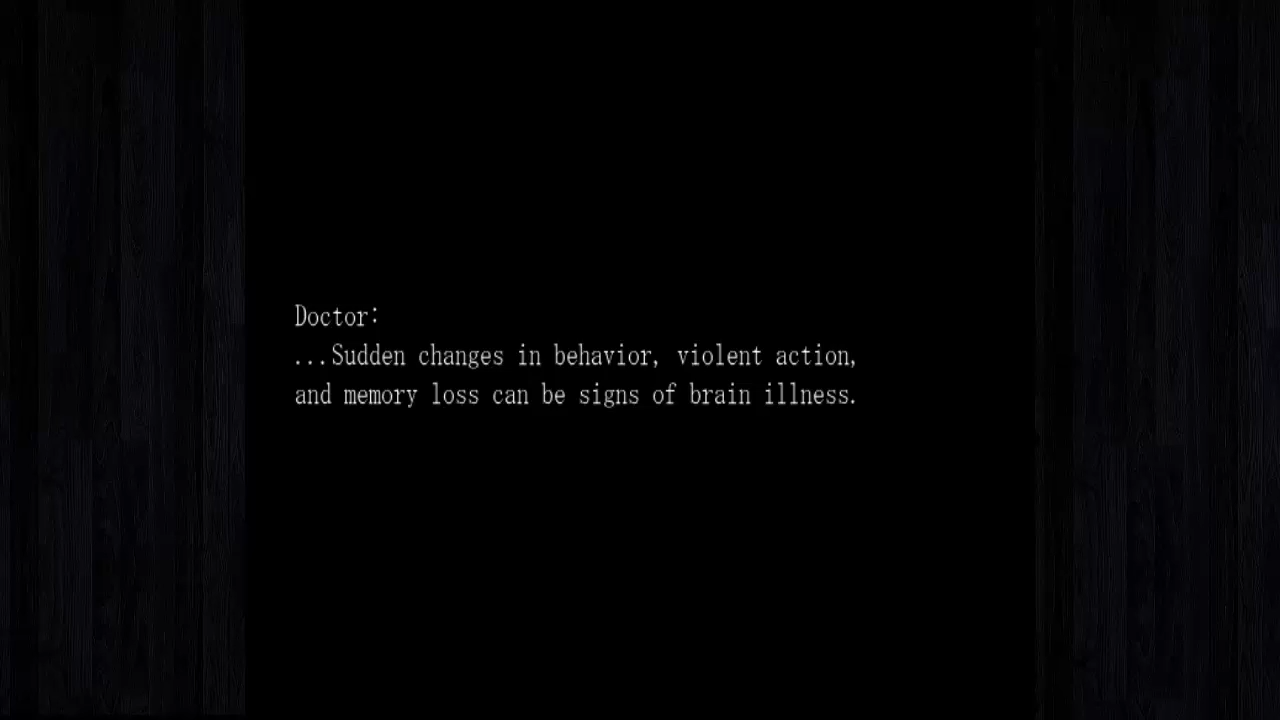 Doctor:
...Sudden changes in behavior, violent action,
and memory loss can be signs of brain illness.